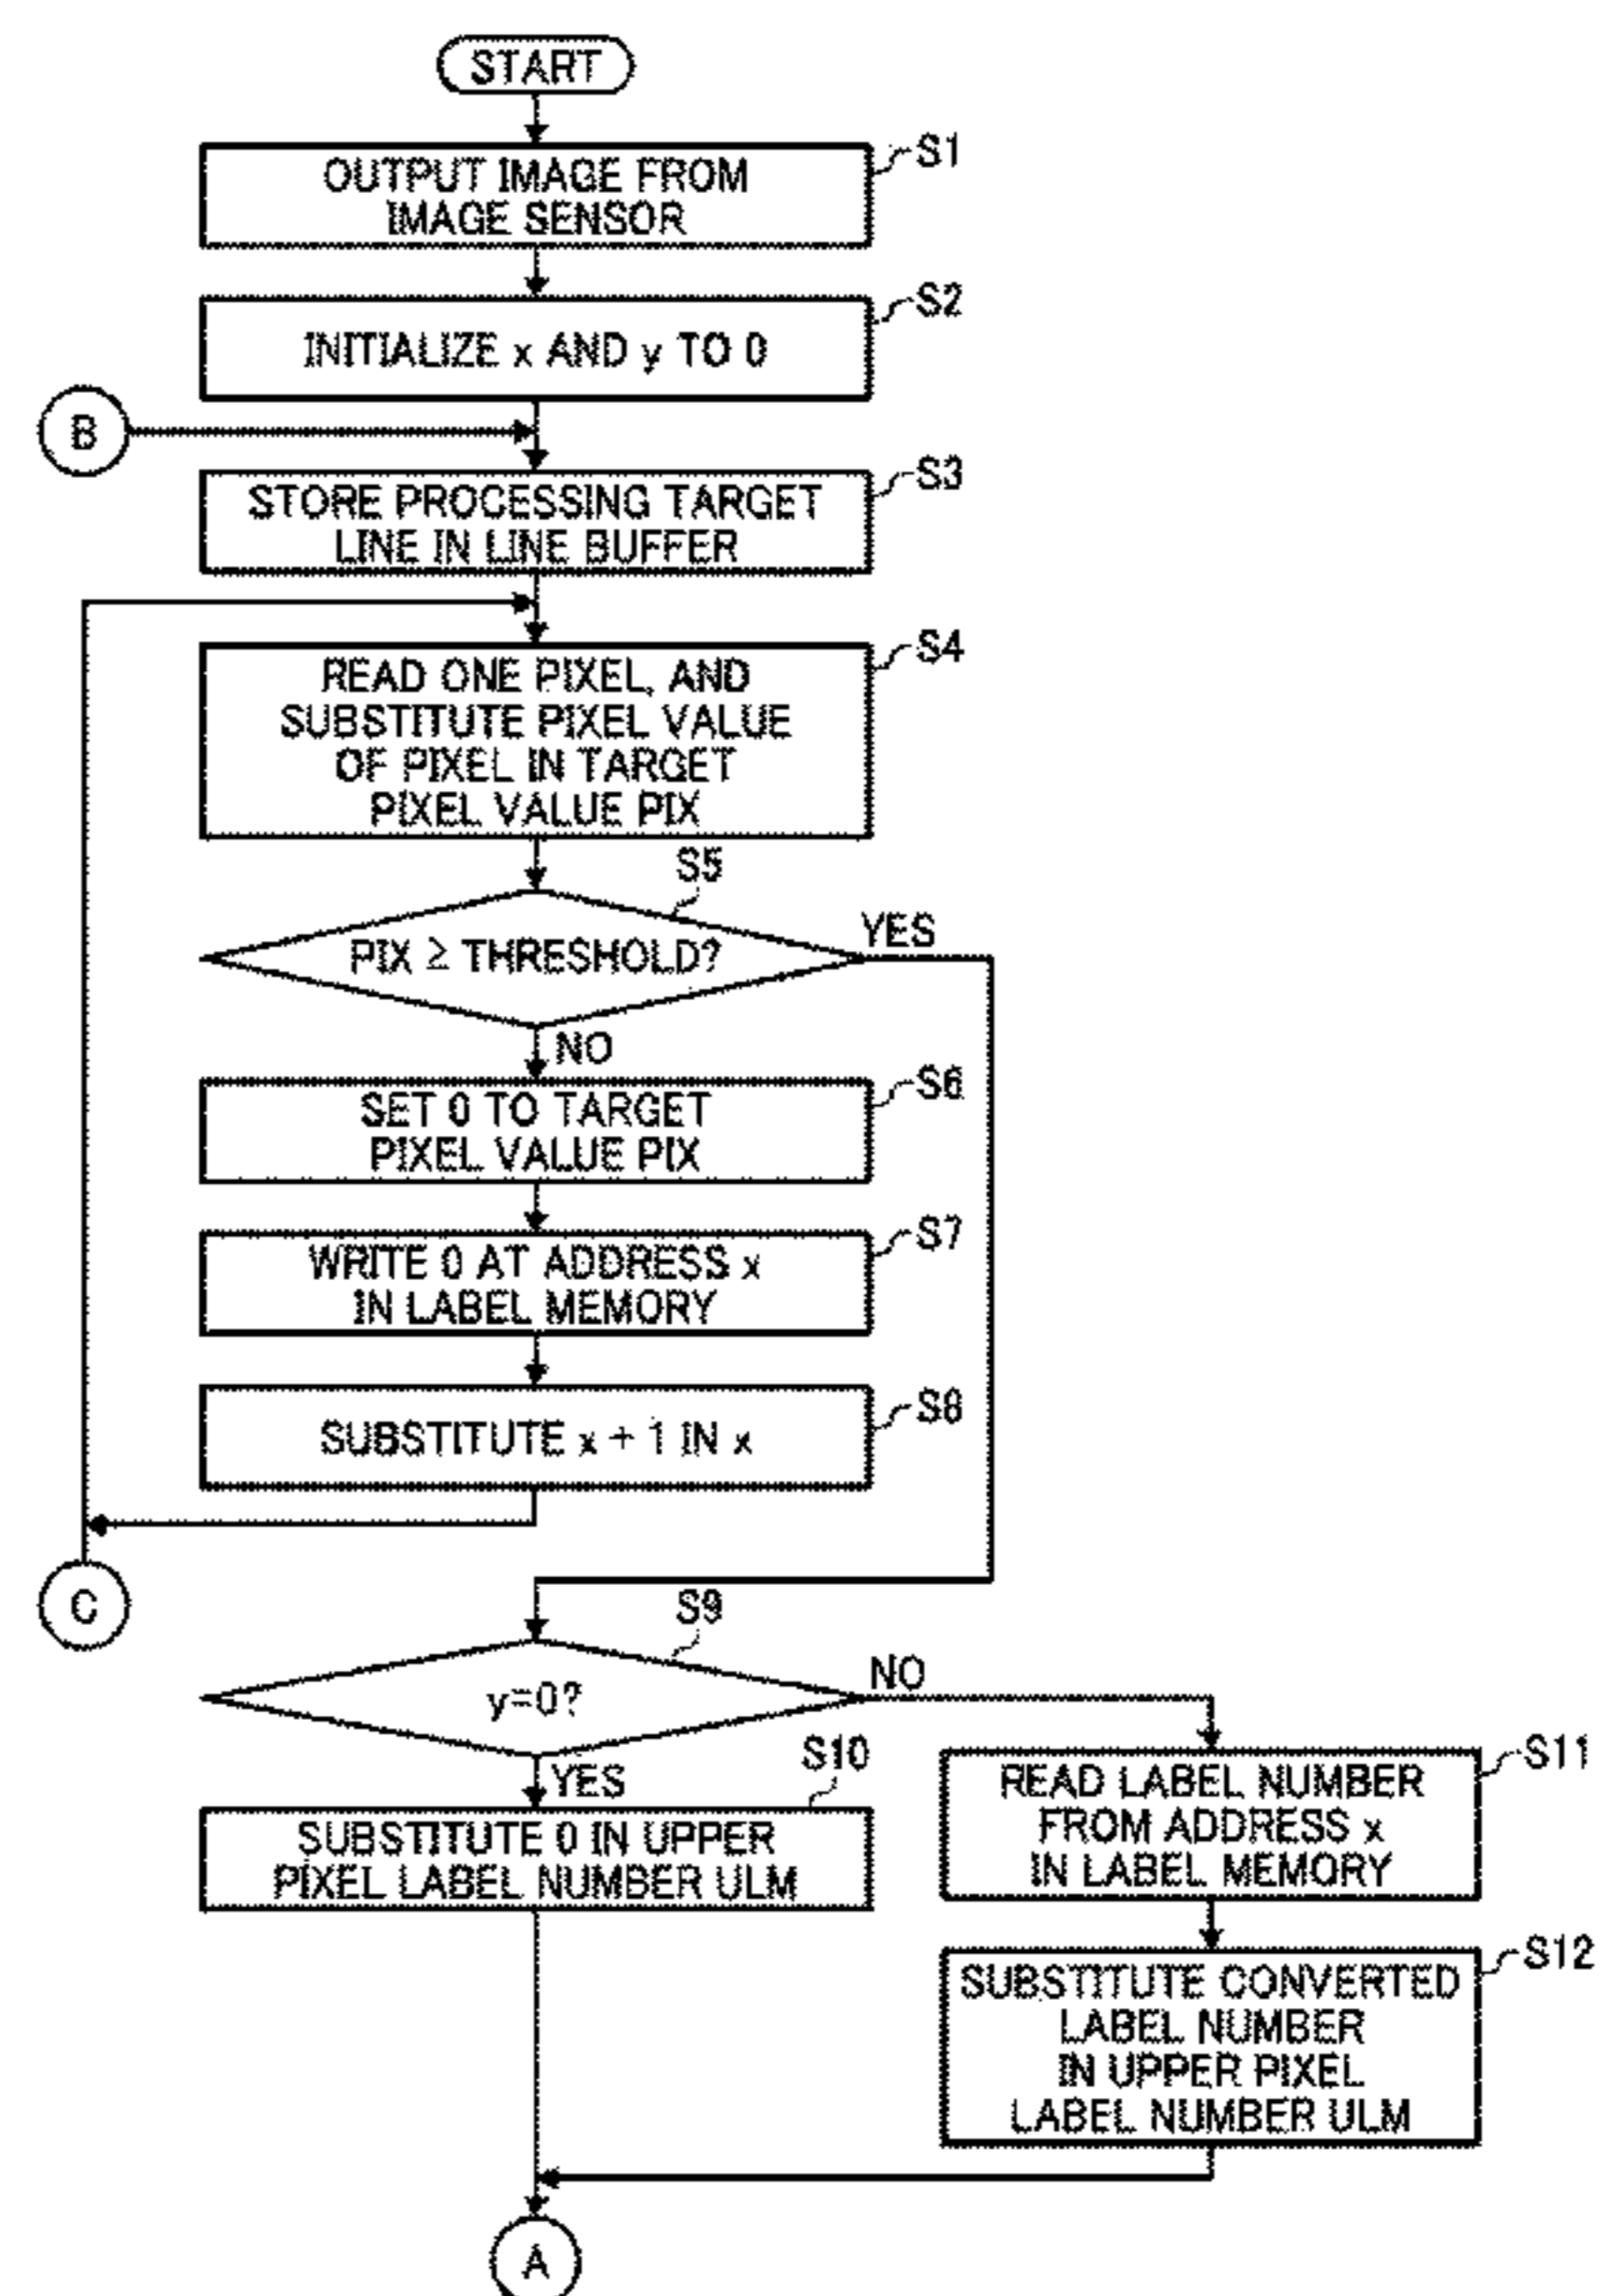 START
S1
OUTPUT IMAGE FROM
IMAGE SENSOR
S2
INITIALIZE x AND y TO 0
B
S3
STORE PROCESSING TARGET
LINE IN LINE BUFFER
S4
READ ONE PIXEL, AND
SUBSTITUTE PIXEL VALUE
OF PIXEL IN TARGET
PIXEL VALUE PIX
S5
PIX ≥ THRESHOLD?
YES
NO
S6
SET 0 TO TARGET
PIXEL VALUE PIX
S7
WRITE 0 AT ADDRESS x
IN LABEL MEMORY
S8
SUBSTITUTE x + 1 IN x
C
S9
y=0?
NO
YES
S10
SUBSTITUTE 0 IN UPPER
PIXEL LABEL NUMBER ULM
S11
READ LABEL NUMBER
FROM ADDRESS x
IN LABEL MEMORY
S12
SUBSTITUTE CONVERTED
LABEL NUMBER
IN UPPER PIXEL
LABEL NUMBER ULM
A